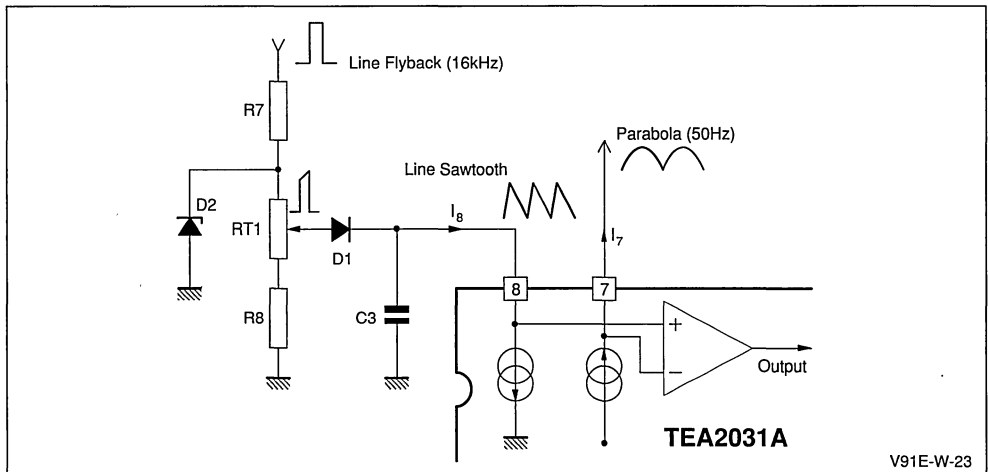 Line Flyback (16kHz)
R7
Parabola (50Hz)
Line Sawtooth
D2
RT1
I8
I7
D1
8
7
R8
C3
+
−
Output
TEA2031A
V91E-W-23